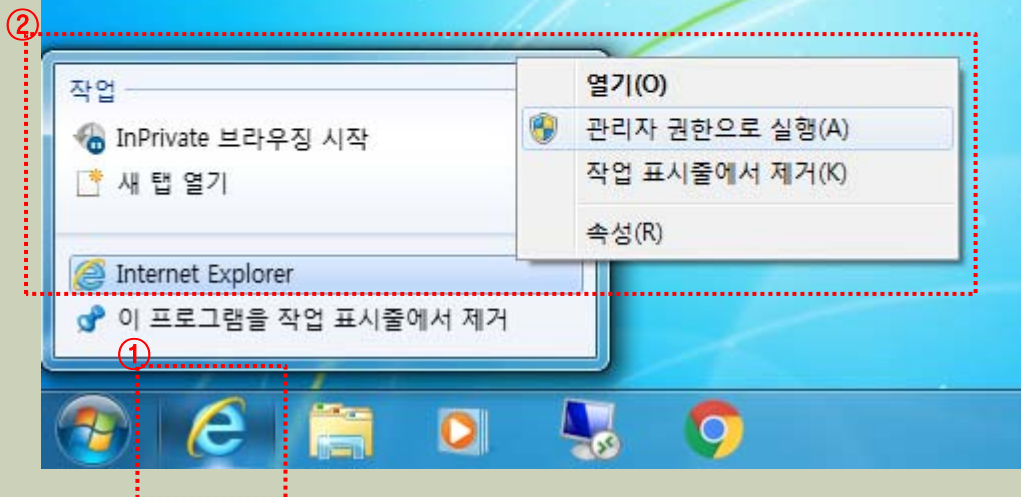 ②
작업
InPrivate 브라우징 시작
새 탭 열기
Internet Explorer
이 프로그램을 작업 표시줄에서 제거
열기(O)
관리자 권한으로 실행(A)
작업 표시줄에서 제거(K)
속성(R)
①